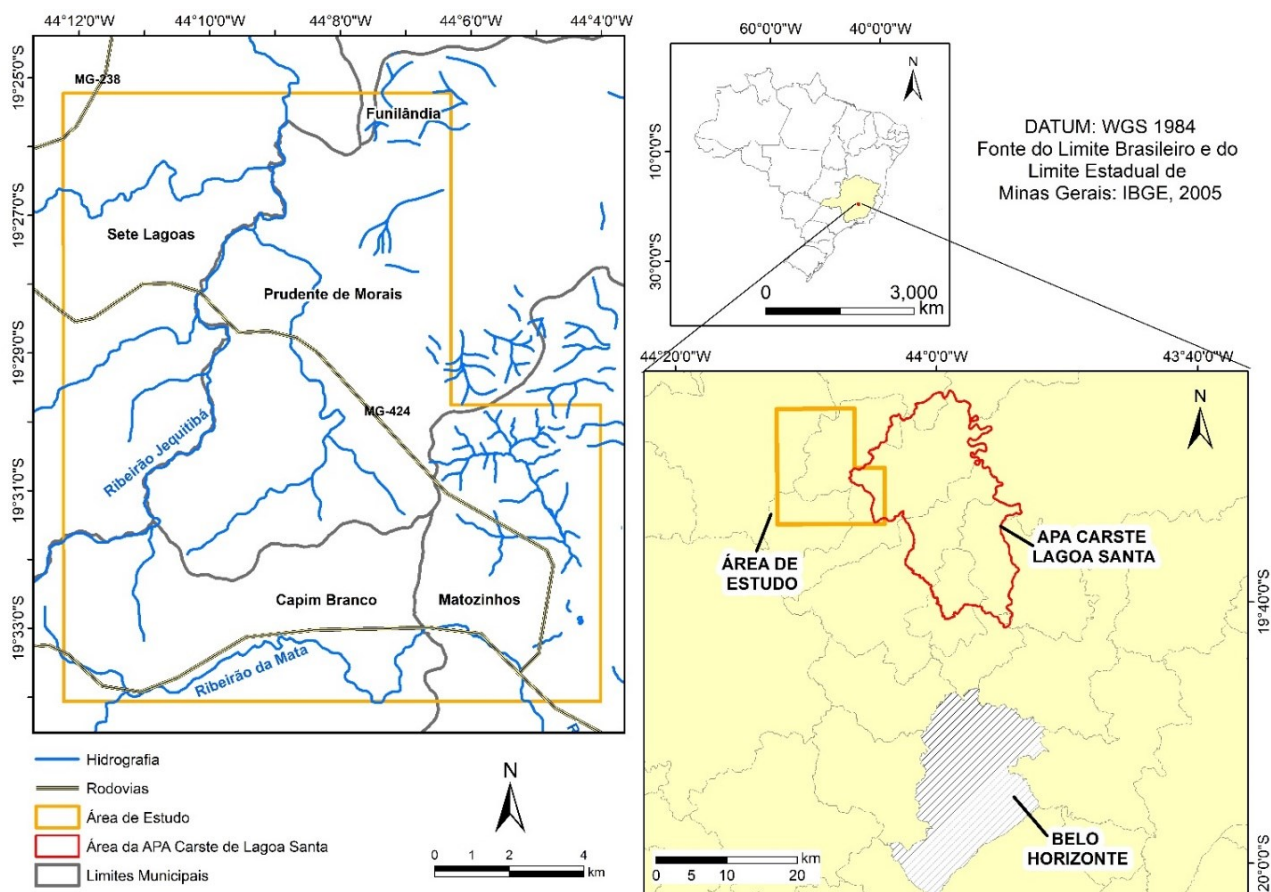 44°12'0"W
44°10'0"W
44°8'0"W
44°6'0"W
44°4'0"W
19°25'0"S
19°27'0"S
19°29'0"S
19°31'0"S
19°33'0"S
MG-238
Funilândia
Sete Lagoas
Prudente de Morais
MG-424
Ribeirão Jequitibá
Capim Branco
Matozinhos
Ribeirão da Mata
R
Hidrografia
Rodovias
Área de Estudo
Área da APA Carste de Lagoa Santa
Limites Municipais
N
0 2 4
km
60°0'0"W
40°0'0"W
10°0'0"S
30°0'0"S
N
0 3,000
km
DATUM: WGS 1984
Fonte do Limite Brasileiro e do
Limite Estadual de
Minas Gerais: IBGE, 2005
44°20'0"W
44°0'0"W
43°40'0"W
19°40'0"S
20°0'0"S
N
ÁREA DE
ESTUDO
APA CARSTE
LAGOA SANTA
BELO
HORIZONTE
km
0 10 20